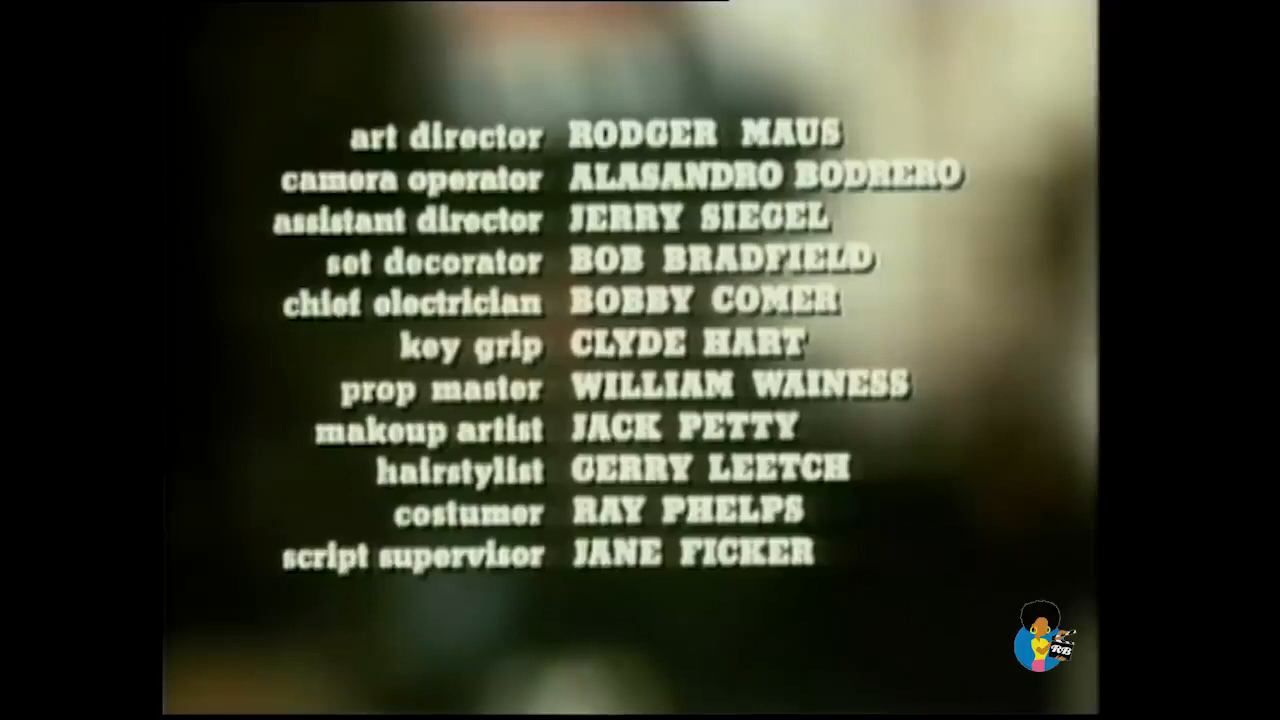 art director RODGER MAUS
camera operator ALASANDRO BODRERO
assistant director JERRY SIEGEL
set decorator BOB BRADFIELD
chief electrician BOBBY COMER
key grip CLYDE HART
prop master WILLIAM WAINESS
makeup artist JACK PETTY
hairstylist GERRY LEETCH
costumer RAY PHELPS
script supervisor JANE FICKER
RB